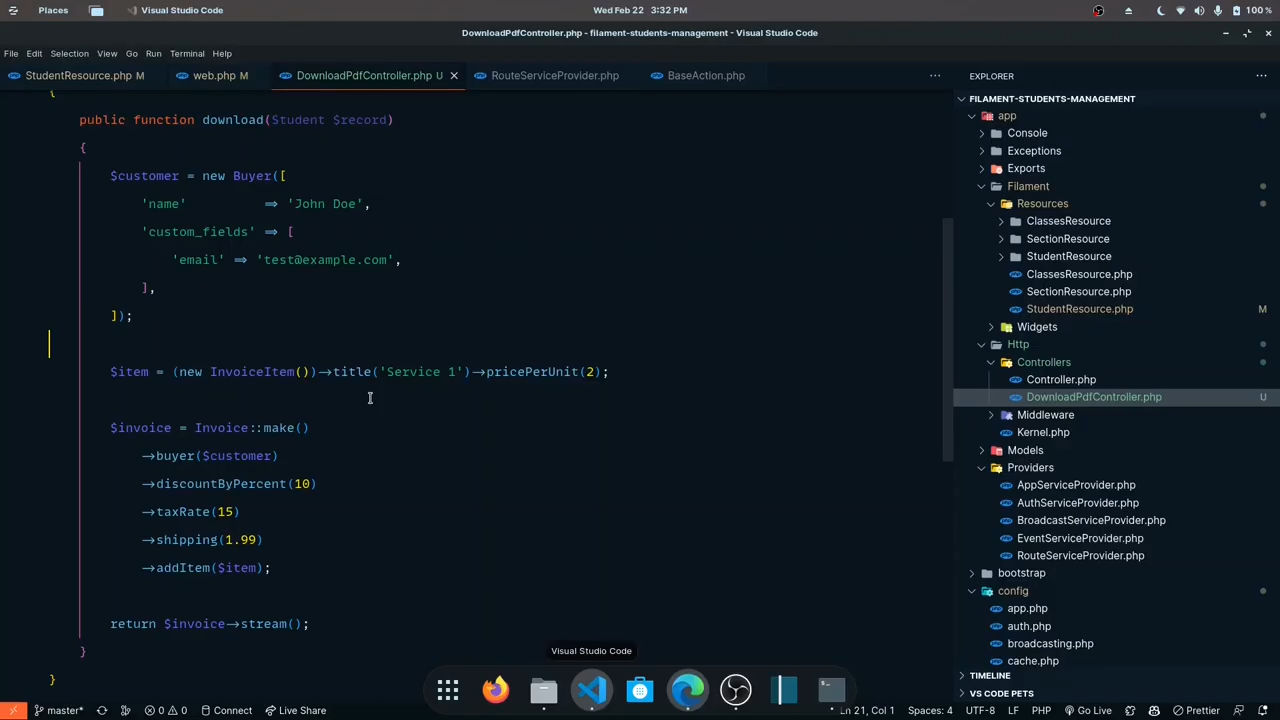 Places
Visual Studio Code
Wed Feb 22 3:32 PM
100 %
DownloadPdfController.php - filament-students-management - Visual Studio Code
File Edit Selection View Go Run Terminal Help
StudentResource.php M
web.php M
DownloadPdfController.php U
RouteServiceProvider.php
BaseAction.php
{
public function download(Student $record)
{
$customer = new Buyer([
'name' => 'John Doe',
'custom_fields' => [
'email' => 'test@example.com',
],
]);
$item = (new InvoiceItem())->title('Service 1')->pricePerUnit(2);
$invoice = Invoice::make()
->buyer($customer)
->discountByPercent(10)
->taxRate(15)
->shipping(1.99)
->addItem($item);
return $invoice->stream();
}
}
EXPLORER
FILAMENT-STUDENTS-MANAGEMENT
app
Console
Exceptions
Exports
Filament
Resources
ClassesResource
SectionResource
StudentResource
ClassesResource.php
SectionResource.php
StudentResource.php M
Widgets
Http
Controllers
Controller.php
DownloadPdfController.php U
Middleware
Kernel.php
Models
Providers
AppServiceProvider.php
AuthServiceProvider.php
BroadcastServiceProvider.php
EventServiceProvider.php
RouteServiceProvider.php
bootstrap
config
app.php
auth.php
broadcasting.php
cache.php
TIMELINE
VS CODE PETS
Visual Studio Code
master*
0 0
Connect
Live Share
Ln 21, Col 1
Spaces: 4
UTF-8
LF
PHP
Go Live
Prettier